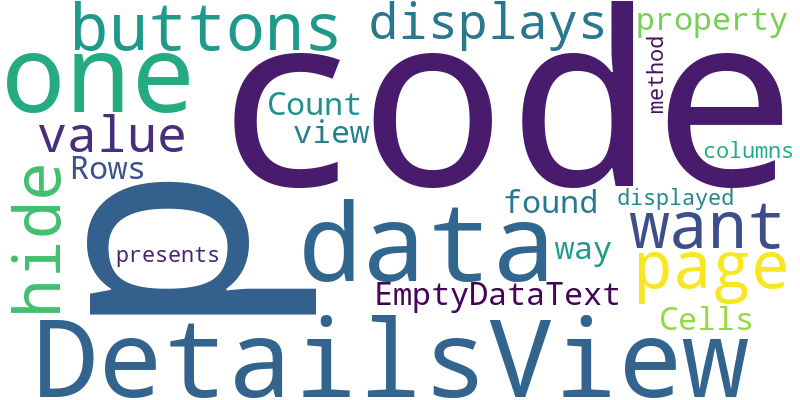 buttons
displays
property
one
code
method
Count
view
value
columns
Rows
hide
p
presents
data
found
displayed
want
way
page
EmptyDataText
Cells
DetailsView